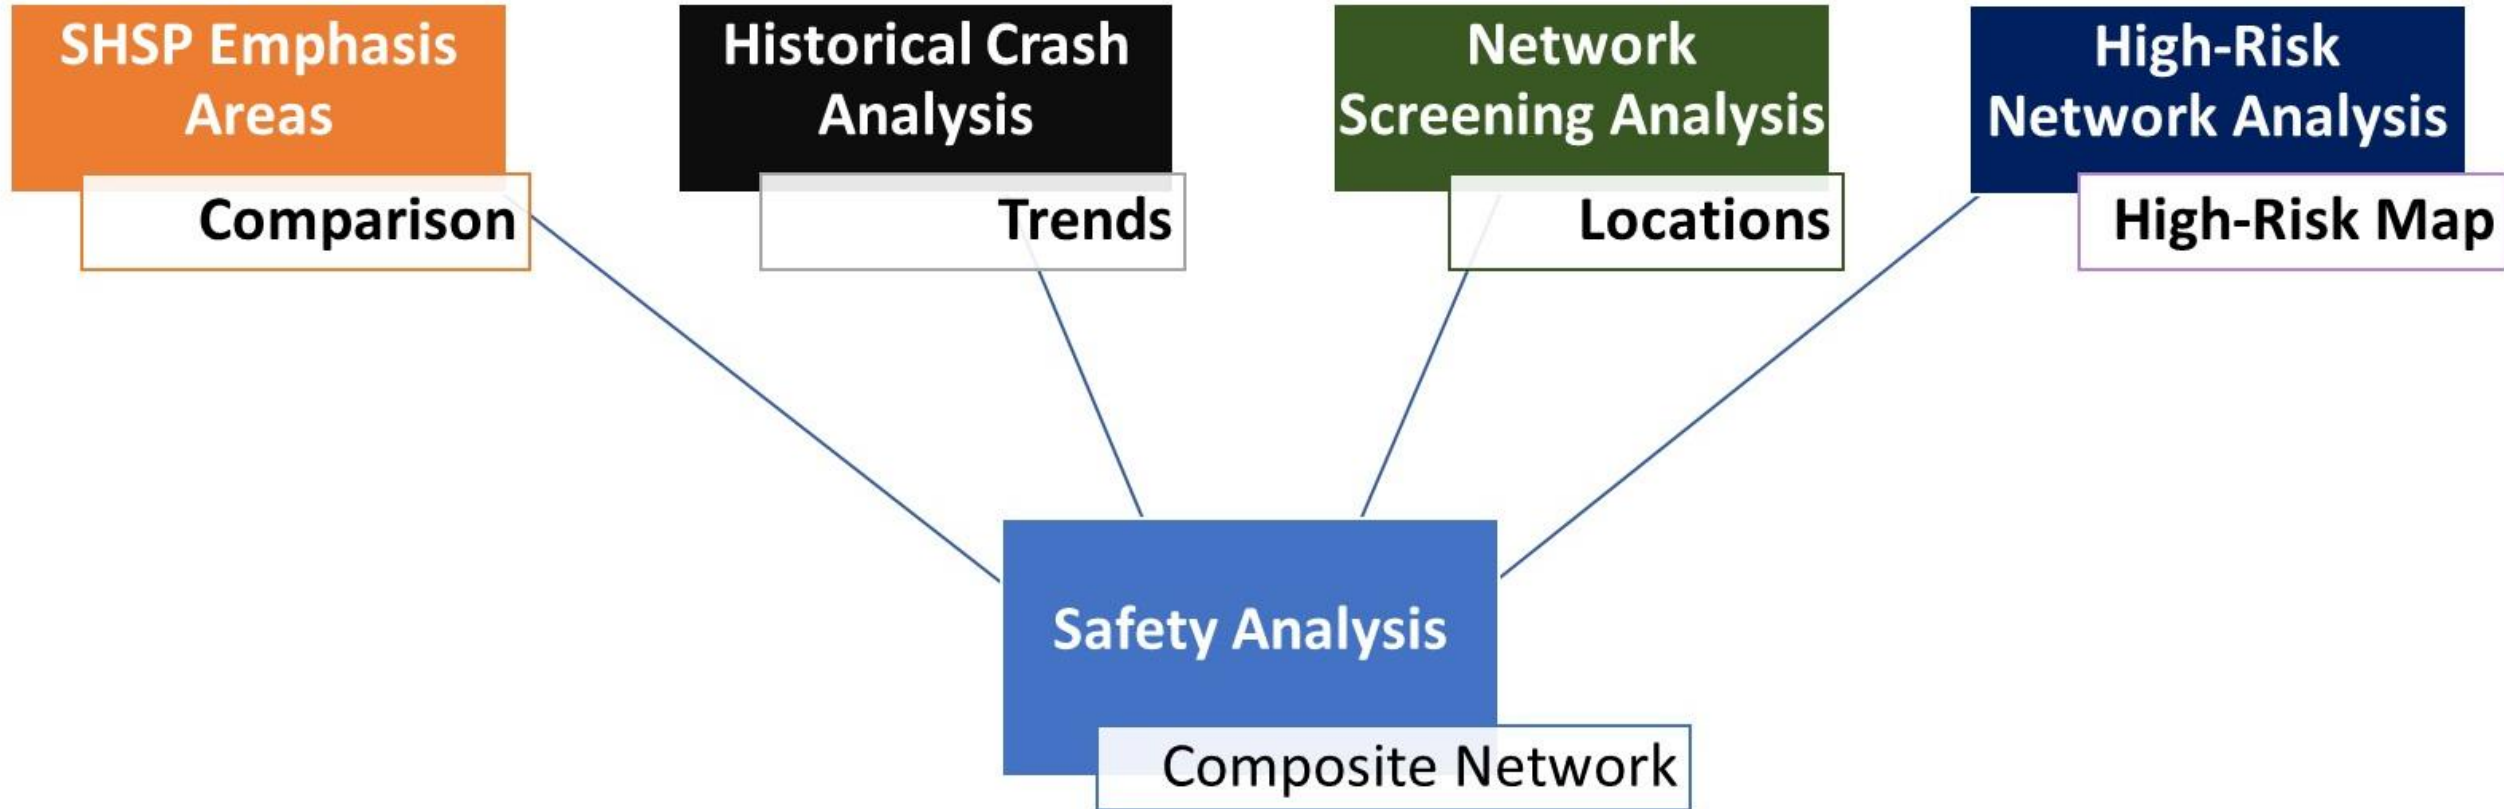 SHSP Emphasis
Areas
Comparison
Historical Crash
Analysis
Trends
Network
Screening Analysis
Locations
High-Risk
Network Analysis
High-Risk Map
Safety Analysis
Composite Network